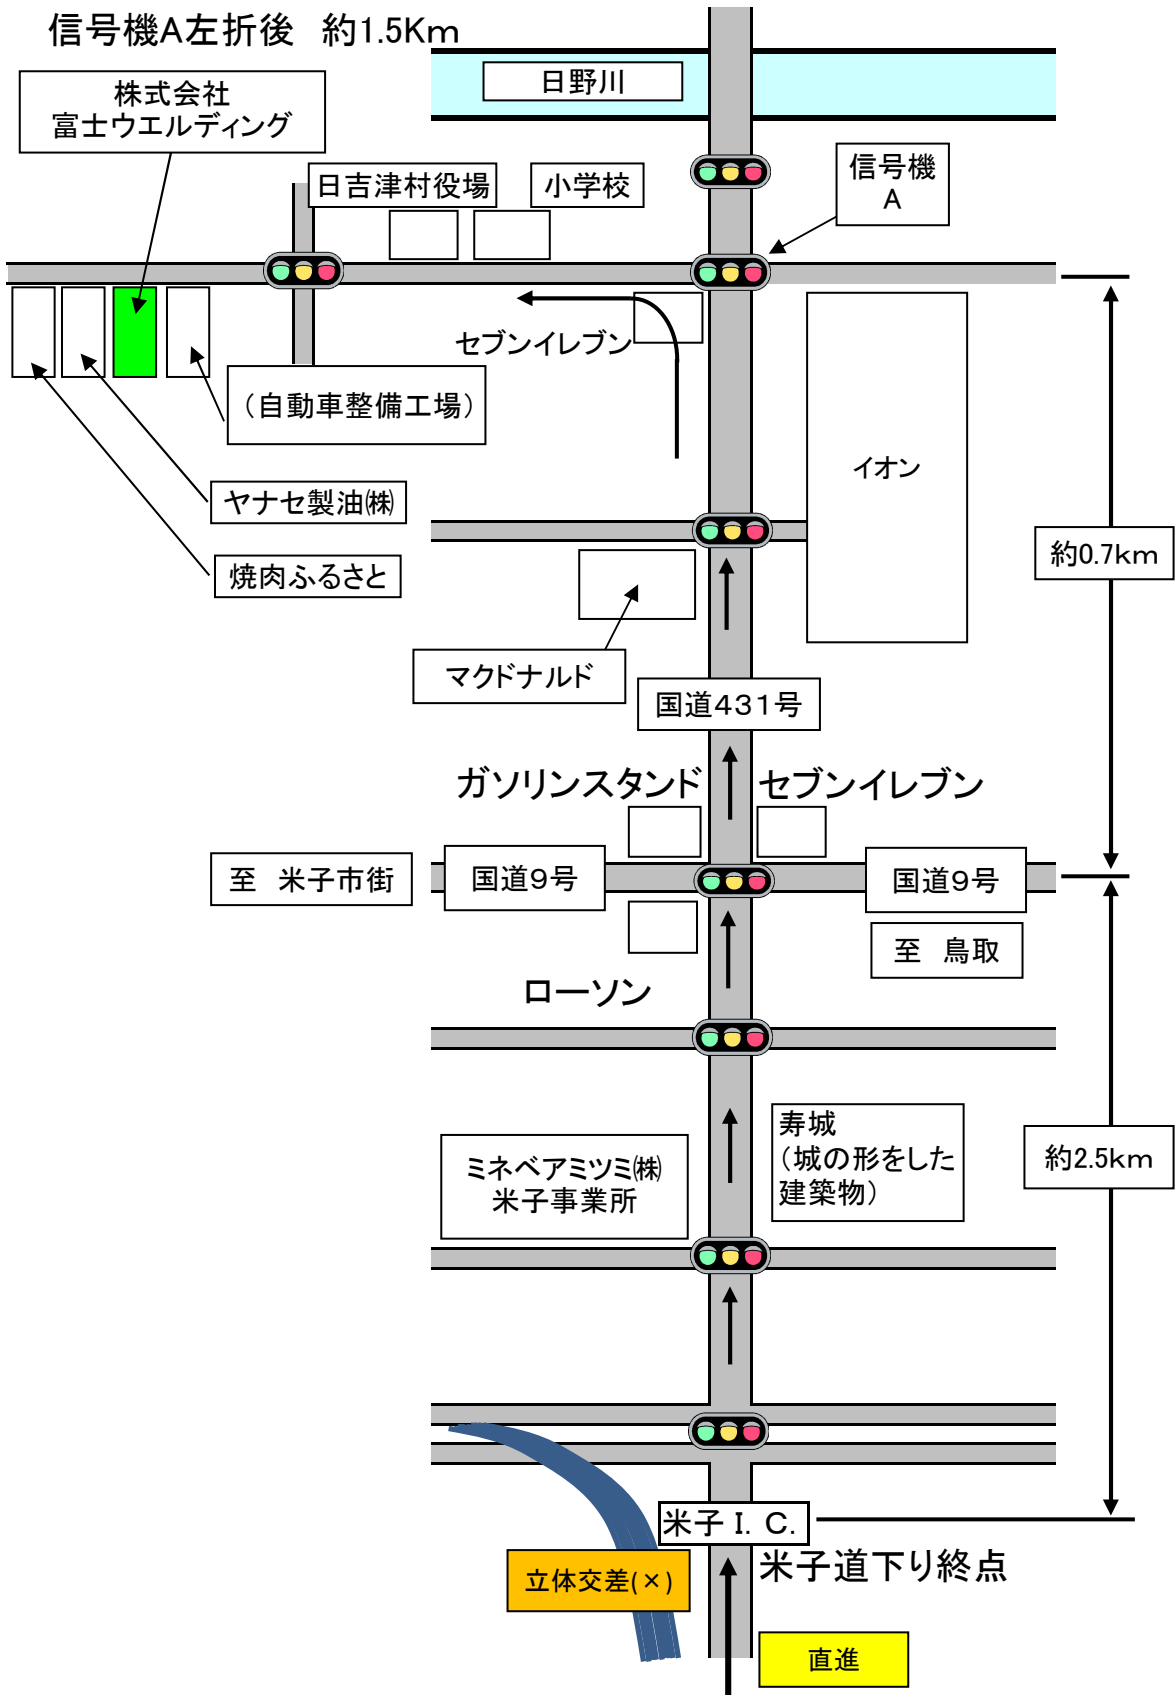 信号機A左折後　約1.5Km
株式会社
富士ウエルディング
日野川
日吉津村役場
小学校
信号機
A
セブンイレブン
(自動車整備工場)
イオン
ヤナセ製油㈱
焼肉ふるさと
約0.7km
マクドナルド
国道431号
ガソリンスタンド
セブンイレブン
至　米子市街
国道9号
国道9号
至　鳥取
ローソン
ミネベアミツミ㈱
米子事業所
寿城
(城の形をした
建築物)
約2.5km
米子 I. C.
立体交差(×)
米子道下り終点
直進